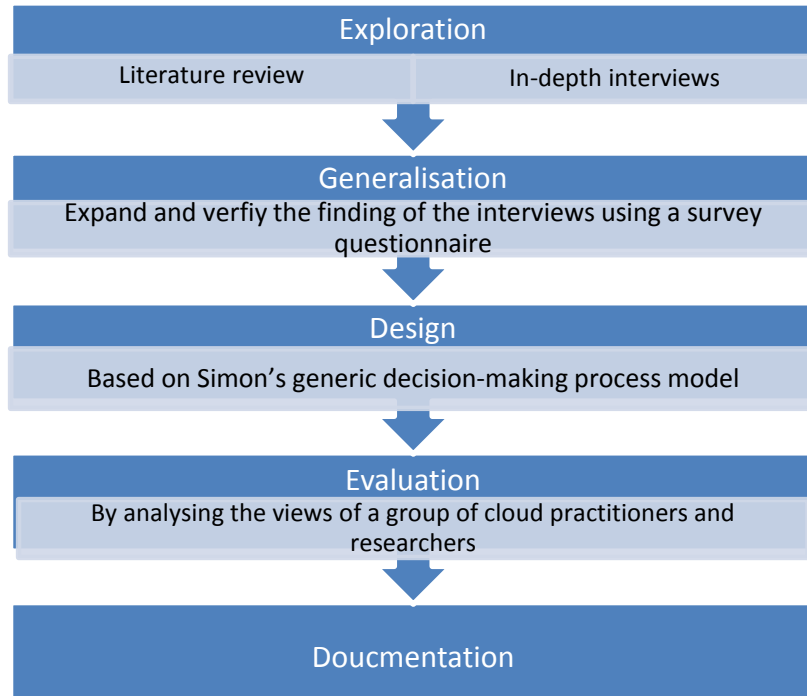 Exploration
Literature review
In-depth interviews
Generalisation
Expand and verfiy the finding of the interviews using a survey
questionnaire
Design
Based on Simon’s generic decision-making process model
Evaluation
By analysing the views of a group of cloud practitioners and
researchers
Doucmentation